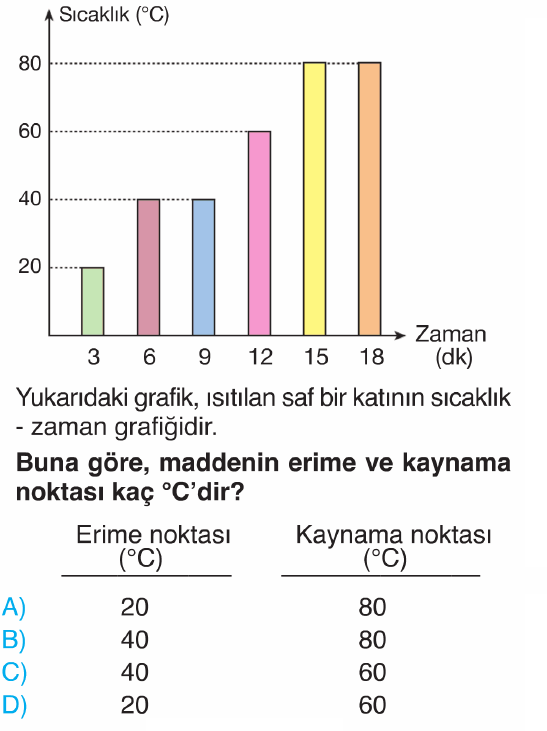 Sıcaklık (°C)
80
60
40
20
3 6 9 12 15 18
Zaman
(dk)
Yukarıdaki grafik, ısıtılan saf bir katının sıcaklık
- zaman grafiğidir.
Buna göre, maddenin erime ve kaynama
noktası kaç °C'dir?
Erime noktası Kaynama noktası
(°C) (°C)
A) 20 80
B) 40 80
C) 40 60
D) 20 60